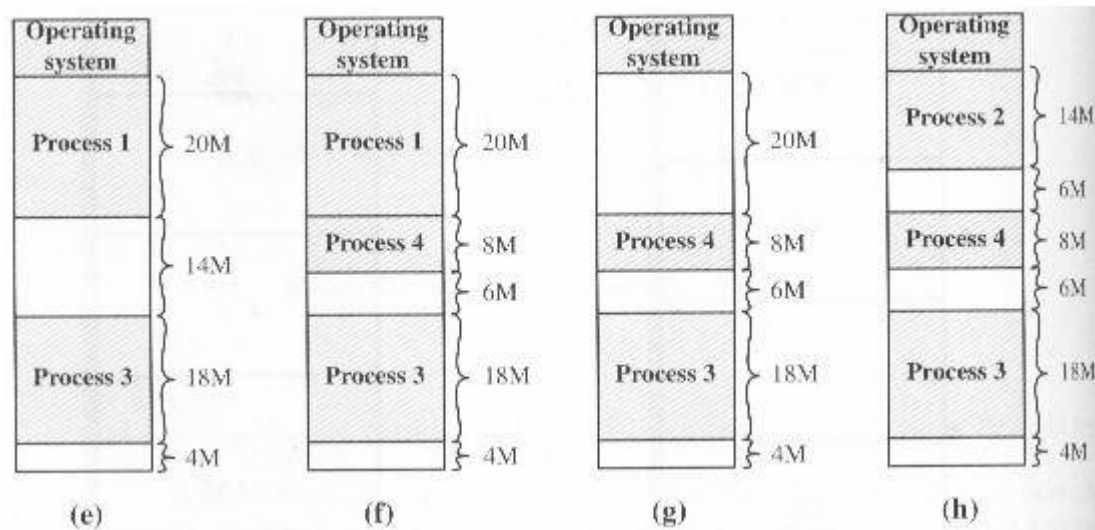 Operating
system
Process 1
20M
14M
Process 3
18M
4M
(e)
Operating
system
Process 1
20M
Process 4
8M
6M
Process 3
18M
4M
(f)
Operating
system
20M
Process 4
8M
6M
Process 3
18M
4M
(g)
Operating
system
Process 2
14M
6M
Process 4
8M
6M
Process 3
18M
4M
(h)